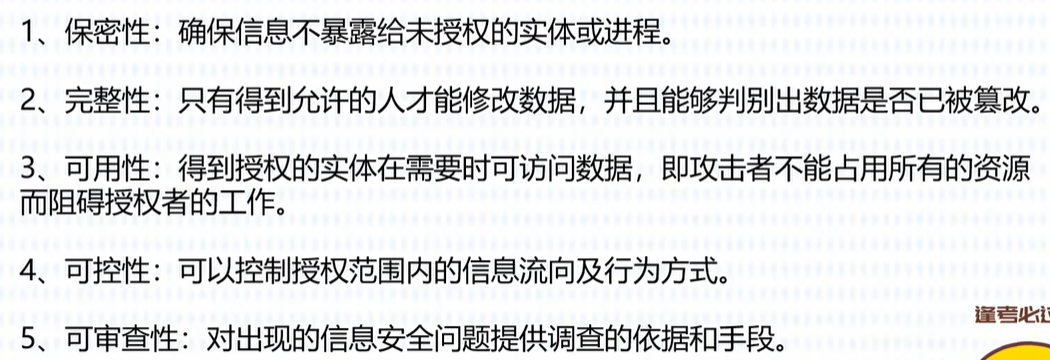 1、保密性：确保信息不暴露给未授权的实体或进程。
2、完整性：只有得到允许的人才能修改数据，并且能够判别出数据是否已被篡改。
3、可用性：得到授权的实体在需要时可访问数据，即攻击者不能占用所有的资源
而阻碍授权者的工作。
4、可控性：可以控制授权范围内的信息流向及行为方式。
逢考必过
5、可审查性：对出现的信息安全问题提供调查的依据和手段。